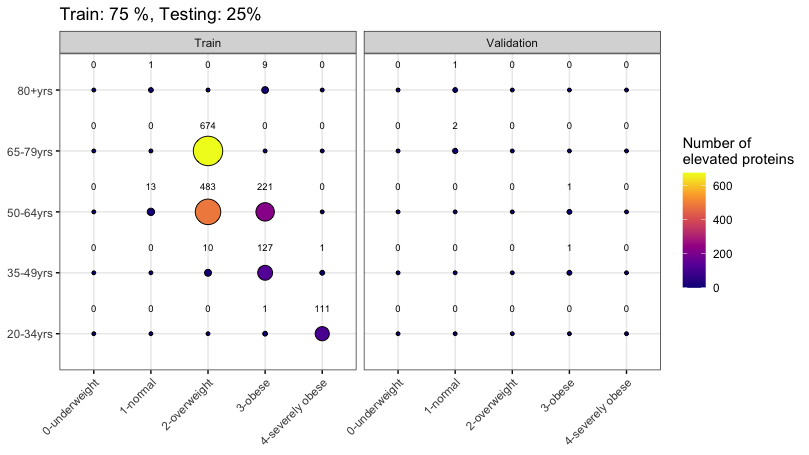 Train: 75 %, Testing: 25%
Train Validation
0 1 0 9 0 0 1 0 0 0
80+yrs
0 0 674 0 0 0 2 0 0 0
65-79yrs
0 13 483 221 0 0 0 0 1 0
50-64yrs
0 0 10 127 1 0 0 0 1 0
35-49yrs
0 0 0 1 111 0 0 0 0 0
20-34yrs
0-underweight 1-normal 2-overweight 3-obese 4-severely obese 0-underweight 1-normal 2-overweight 3-obese 4-severely obese
Number of
elevated proteins
600
400
200
0